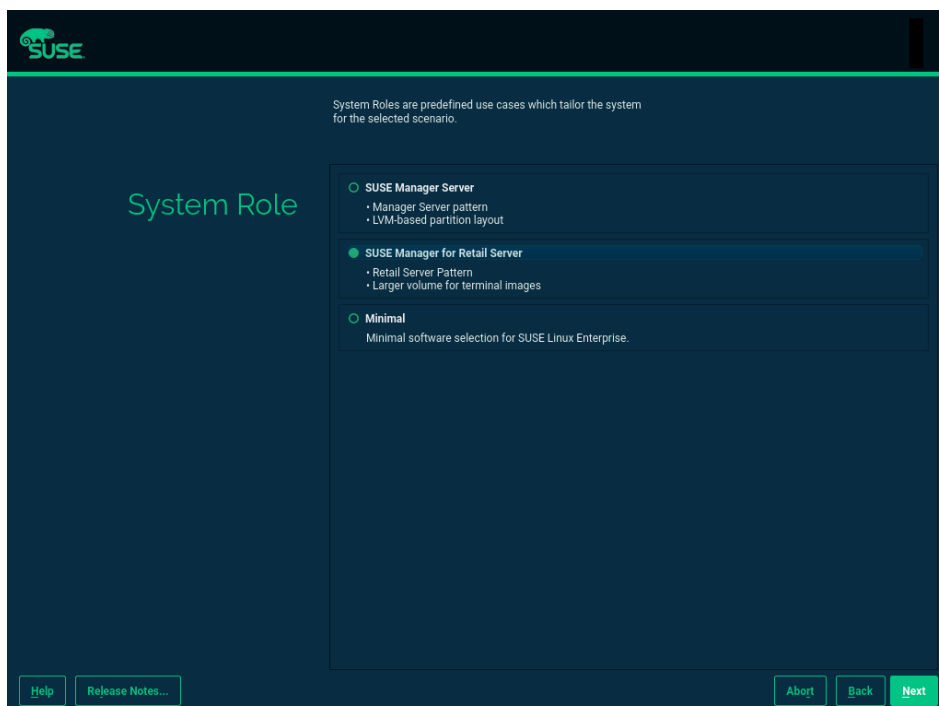 SUSE
System Roles are predefined use cases which tailor the system
for the selected scenario.
System Role
SUSE Manager Server
• Manager Server pattern
• LVM-based partition layout
SUSE Manager for Retail Server
• Retail Server Pattern
• Larger volume for terminal images
Minimal
Minimal software selection for SUSE Linux Enterprise.
Help
Release Notes...
Abort
Back
Next